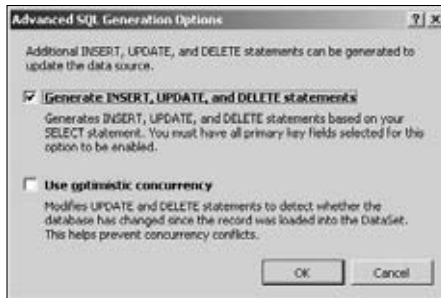 Advanced SQL Generation Options
Additional INSERT, UPDATE, and DELETE statements can be generated to
update the data source.
Generate INSERT, UPDATE, and DELETE statements
Generates INSERT, UPDATE, and DELETE statements based on your
SELECT statement. You must have all primary key fields selected for this
option to be enabled.
Use optimistic concurrency
Modifies UPDATE and DELETE statements to detect whether the
database has changed since the record was loaded into the DataSet.
This helps prevent concurrency conflicts.
OK Cancel